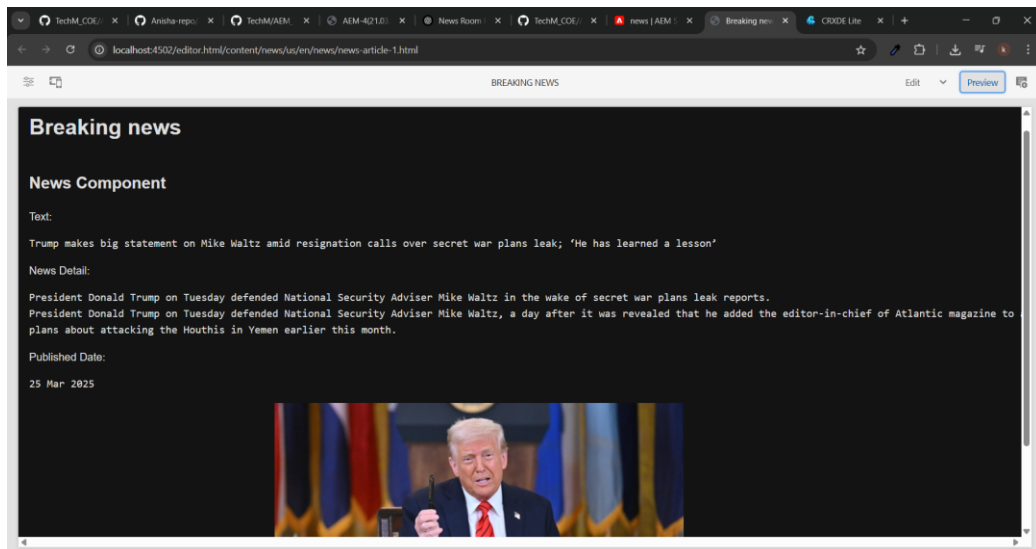 TechM_COE/
Anisha-repo/
TechM/AEM_
AEM-4(21.03.
News Room
TechM_COE/
news | AEM
Breaking new
CRXDE Lite
localhost:4502/editor.html/content/news/us/en/news/news-article-1.html
k
BREAKING NEWS
Edit
Preview
Breaking news
News Component
Text:
Trump makes big statement on Mike Waltz amid resignation calls over secret war plans leak; ‘He has learned a lesson’
News Detail:
President Donald Trump on Tuesday defended National Security Adviser Mike Waltz in the wake of secret war plans leak reports.
President Donald Trump on Tuesday defended National Security Adviser Mike Waltz, a day after it was revealed that he added the editor-in-chief of Atlantic magazine to
plans about attacking the Houthis in Yemen earlier this month.
Published Date:
25 Mar 2025